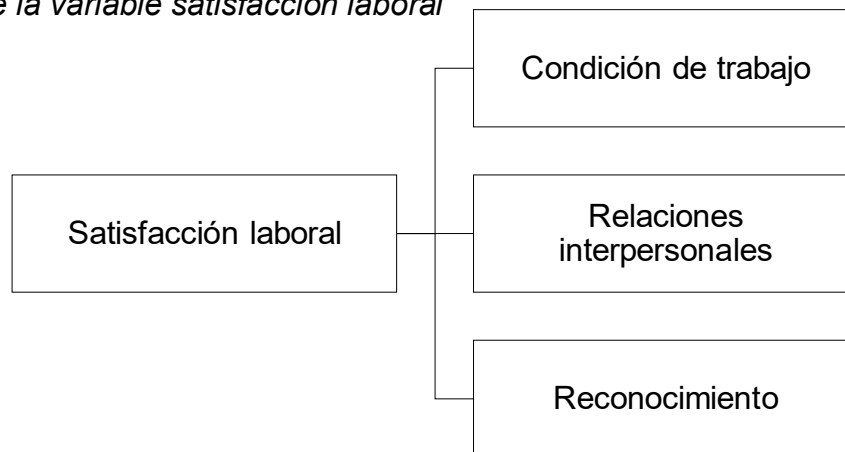 e la variable satisfacción laboral
Condición de trabajo
Satisfacción laboral
Relaciones
interpersonales
Reconocimiento